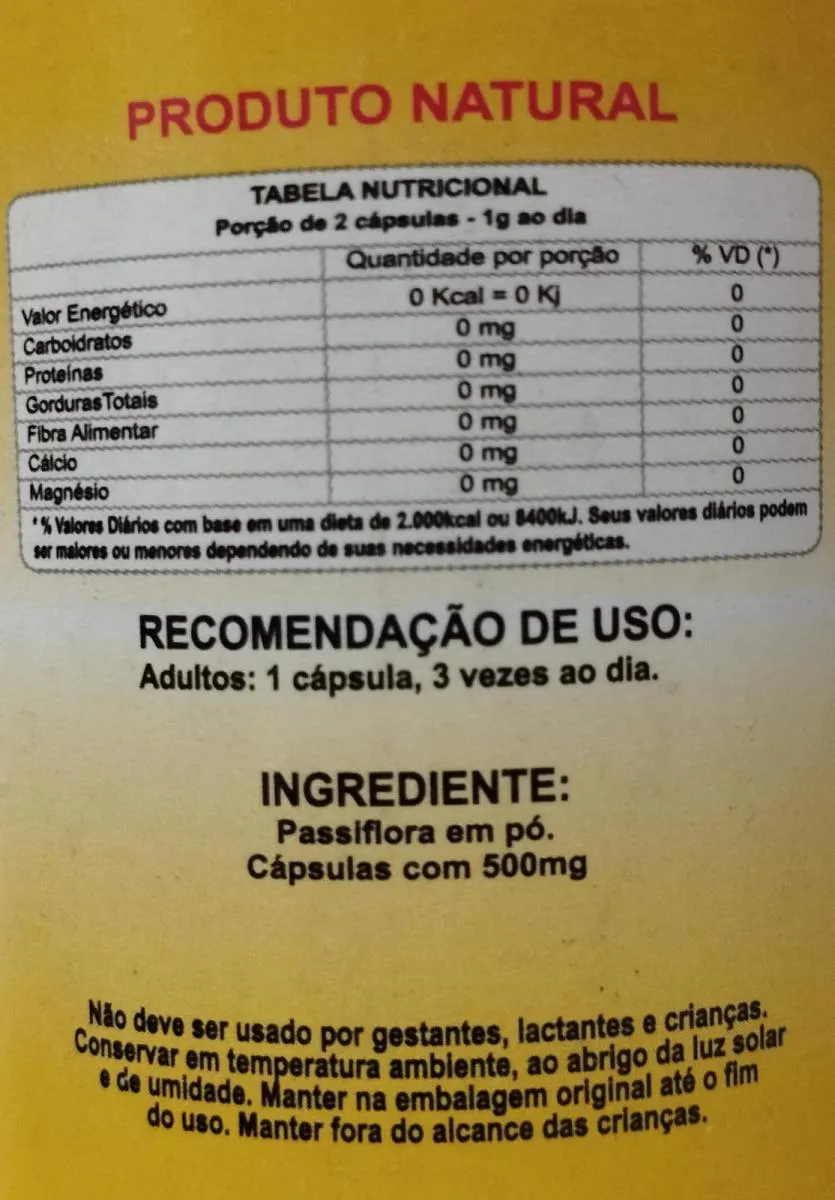 PRODUTO NATURAL
TABELA NUTRICIONAL
Porção de 2 cápsulas - 1g ao dia
Quantidade por porção % VD (*)
Valor Energético 0 Kcal = 0 Kj 0
Carboidratos 0 mg 0
Proteínas 0 mg 0
Gorduras Totais 0 mg 0
Fibra Alimentar 0 mg 0
Cálcio 0 mg 0
Magnésio 0 mg 0
*% Valores Diários com base em uma dieta de 2.000kcal ou 8400kJ. Seus valores diários podem
ser maiores ou menores dependendo de suas necessidades energéticas.
RECOMENDAÇÃO DE USO:
Adultos: 1 cápsula, 3 vezes ao dia.
INGREDIENTE:
Passiflora em pó.
Cápsulas com 500mg
Não deve ser usado por gestantes, lactantes e crianças.
Conservar em temperatura ambiente, ao abrigo da luz solar
e de umidade. Manter na embalagem original até o fim
do uso. Manter fora do alcance das crianças.